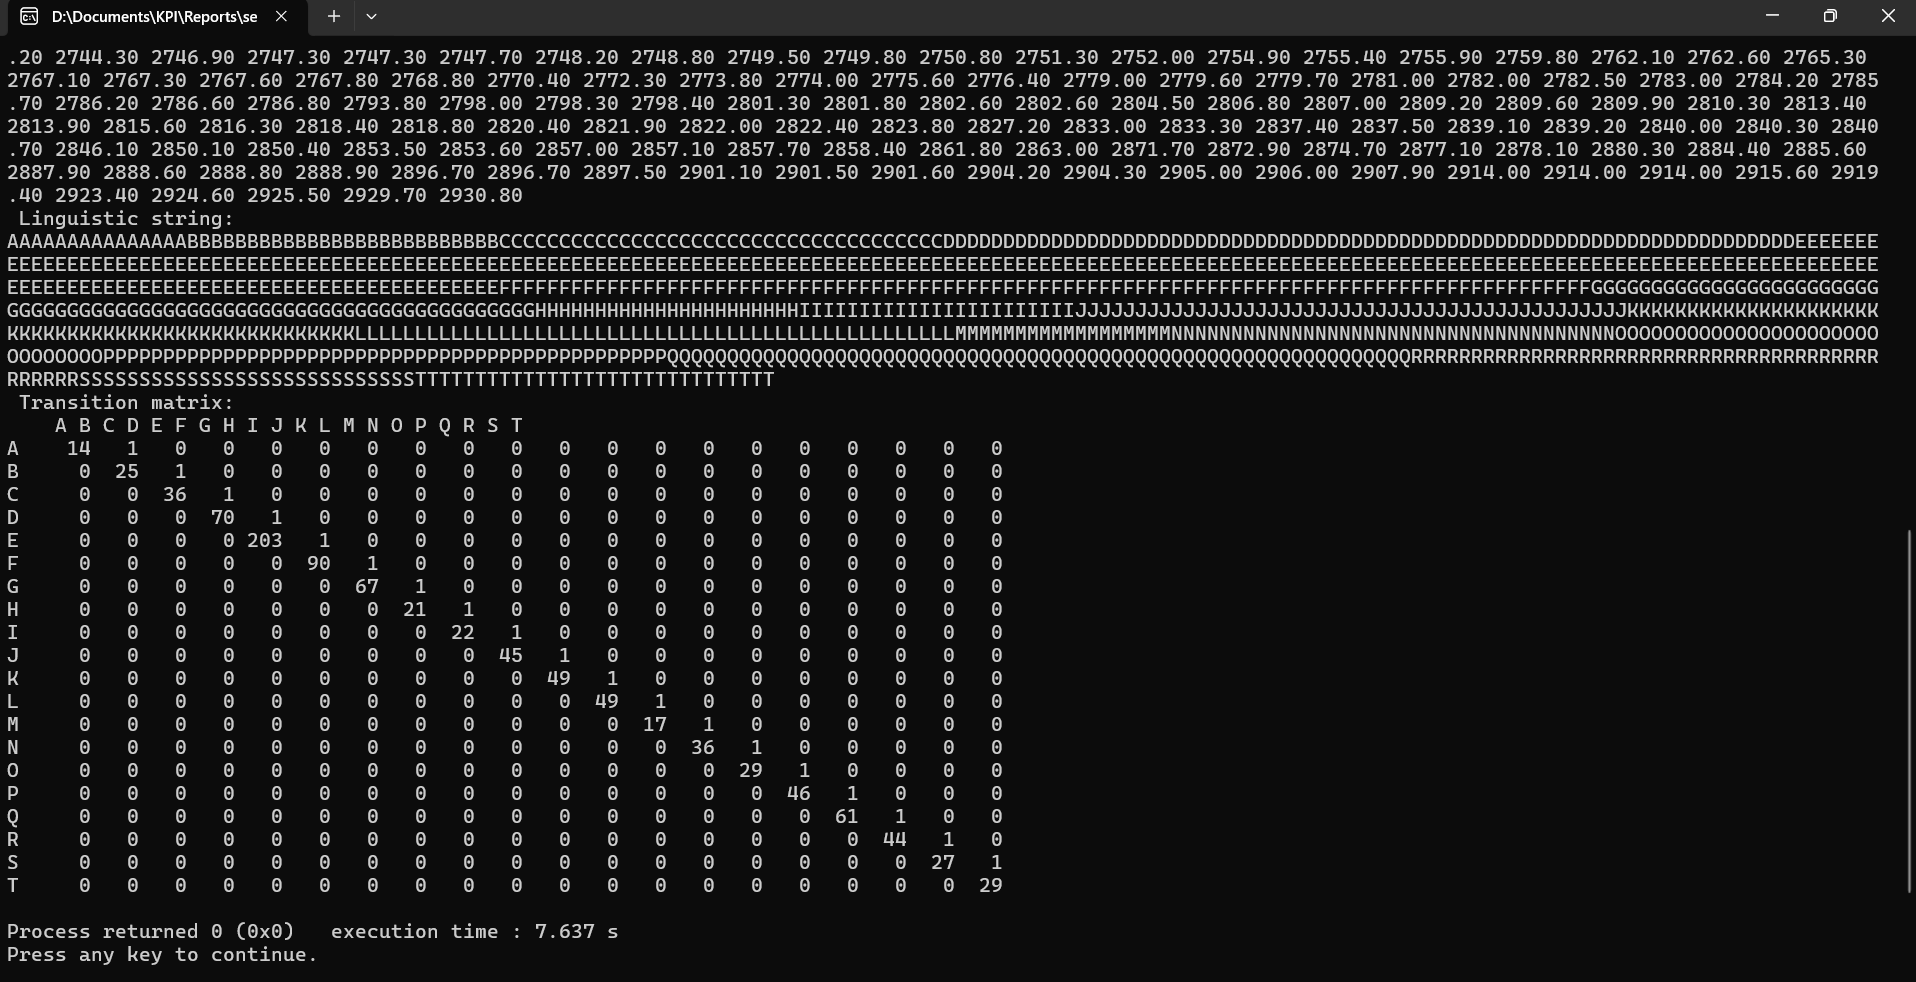 D:\Documents\KPI\Reports\se
.20 2744.30 2746.90 2747.30 2747.30 2747.70 2748.20 2748.80 2749.50 2749.80 2750.80 2751.30 2752.00 2754.90 2755.40 2755.90 2759.80 2762.10 2762.60 2765.30
2767.10 2767.30 2767.60 2767.80 2768.80 2770.40 2772.30 2773.80 2774.00 2775.60 2776.40 2779.00 2779.60 2779.70 2781.00 2782.00 2782.50 2783.00 2784.20 2785
.70 2786.20 2786.60 2786.80 2793.80 2798.00 2798.30 2798.40 2801.30 2801.80 2802.60 2802.60 2804.50 2806.80 2807.00 2809.20 2809.60 2809.90 2810.30 2813.40
2813.90 2815.60 2816.30 2818.40 2818.80 2820.40 2821.90 2822.00 2822.40 2823.80 2827.20 2833.00 2833.30 2837.40 2837.50 2839.10 2839.20 2840.00 2840.30 2840
.70 2846.10 2850.10 2850.40 2853.50 2853.60 2857.00 2857.10 2857.70 2858.40 2861.80 2863.00 2871.70 2872.90 2874.70 2877.10 2878.10 2880.30 2884.40 2885.60
2887.90 2888.60 2888.80 2888.90 2896.70 2896.70 2897.50 2901.10 2901.50 2901.60 2904.20 2904.30 2905.00 2906.00 2907.90 2914.00 2914.00 2914.00 2915.60 2919
.40 2923.40 2924.60 2925.50 2929.70 2930.80
Linguistic string:
AAAAAAAAAAAAAAABBBBBBBBBBBBBBBBBBBBBBBBBBCCCCCCCCCCCCCCCCCCCCCCCCCCCCCCCCCCCCCDDDDDDDDDDDDDDDDDDDDDDDDDDDDDDDDDDDDDDDDDDDDDDDDDDDDDDDDDDDDDDDDDDDDDDDEEEEEEE
EEEEEEEEEEEEEEEEEEEEEEEEEEEEEEEEEEEEEEEEEEEEEEEEEEEEEEEEEEEEEEEEEEEEEEEEEEEEEEEEEEEEEEEEEEEEEEEEEEEEEEEEEEEEEEEEEEEEEEEEEEEEEEEEEEEEEEEEEEEEEEEEEEEEEEEEEEEE
EEEEEEEEEEEEEEEEEEEEEEEEEEEEEEEEEEEEEEEEEFFFFFFFFFFFFFFFFFFFFFFFFFFFFFFFFFFFFFFFFFFFFFFFFFFFFFFFFFFFFFFFFFFFFFFFFFFFFFFFFFFFFFFFFFFFGGGGGGGGGGGGGGGGGGGGGGGG
GGGGGGGGGGGGGGGGGGGGGGGGGGGGGGGGGGGGGGGGGGGGHHHHHHHHHHHHHHHHHHHHHHIIIIIIIIIIIIIIIIIIIIIIIJJJJJJJJJJJJJJJJJJJJJJJJJJJJJJJJJJJJJJJJJJJJJJKKKKKKKKKKKKKKKKKKKKK
KKKKKKKKKKKKKKKKKKKKKKKKKKKKKLLLLLLLLLLLLLLLLLLLLLLLLLLLLLLLLLLLLLLLLLLLLLLLLLLMMMMMMMMMMMMMMMMMMNNNNNNNNNNNNNNNNNNNNNNNNNNNNNNNNNNNNNOOOOOOOOOOOOOOOOOOOOOO
OOOOOOOOPPPPPPPPPPPPPPPPPPPPPPPPPPPPPPPPPPPPPPPPPPPPPPPQQQQQQQQQQQQQQQQQQQQQQQQQQQQQQQQQQQQQQQQQQQQQQQQQQQQQQQQQQQQQQRRRRRRRRRRRRRRRRRRRRRRRRRRRRRRRRRRRRRRR
RRRRRRSSSSSSSSSSSSSSSSSSSSSSSSSSSSTTTTTTTTTTTTTTTTTTTTTTTTTTTTTT
Transition matrix:
A B C D E F G H I J K L M N O P Q R S T
A 14 1 0 0 0 0 0 0 0 0 0 0 0 0 0 0 0 0 0 0
B 0 25 1 0 0 0 0 0 0 0 0 0 0 0 0 0 0 0 0 0
C 0 0 36 1 0 0 0 0 0 0 0 0 0 0 0 0 0 0 0 0
D 0 0 0 70 1 0 0 0 0 0 0 0 0 0 0 0 0 0 0 0
E 0 0 0 0 203 1 0 0 0 0 0 0 0 0 0 0 0 0 0 0
F 0 0 0 0 0 90 1 0 0 0 0 0 0 0 0 0 0 0 0 0
G 0 0 0 0 0 0 67 1 0 0 0 0 0 0 0 0 0 0 0 0
H 0 0 0 0 0 0 0 21 1 0 0 0 0 0 0 0 0 0 0 0
I 0 0 0 0 0 0 0 0 22 1 0 0 0 0 0 0 0 0 0 0
J 0 0 0 0 0 0 0 0 0 45 1 0 0 0 0 0 0 0 0 0
K 0 0 0 0 0 0 0 0 0 0 49 1 0 0 0 0 0 0 0 0
L 0 0 0 0 0 0 0 0 0 0 0 49 1 0 0 0 0 0 0 0
M 0 0 0 0 0 0 0 0 0 0 0 0 17 1 0 0 0 0 0 0
N 0 0 0 0 0 0 0 0 0 0 0 0 0 36 1 0 0 0 0 0
O 0 0 0 0 0 0 0 0 0 0 0 0 0 0 29 1 0 0 0 0
P 0 0 0 0 0 0 0 0 0 0 0 0 0 0 0 46 1 0 0 0
Q 0 0 0 0 0 0 0 0 0 0 0 0 0 0 0 0 61 1 0 0
R 0 0 0 0 0 0 0 0 0 0 0 0 0 0 0 0 0 44 1 0
S 0 0 0 0 0 0 0 0 0 0 0 0 0 0 0 0 0 0 27 1
T 0 0 0 0 0 0 0 0 0 0 0 0 0 0 0 0 0 0 0 29
Process returned 0 (0x0)   execution time : 7.637 s
Press any key to continue.